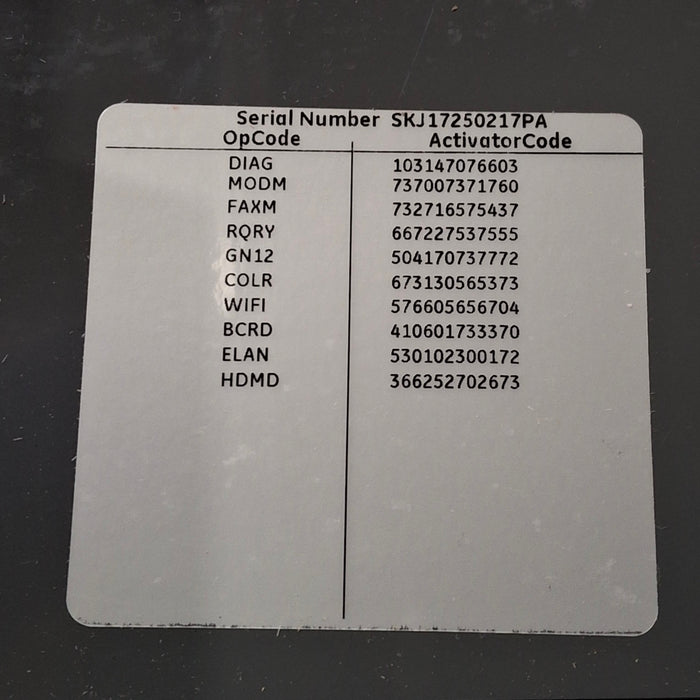 Serial Number SKJ17250217PA
OpCode ActivatorCode
DIAG 103147076603
MODM 737007371760
FAXM 732716575437
RQRY 667227537555
GN12 504170737772
COLR 673130565373
WIFI 576605656704
BCRD 410601733370
ELAN 530102300172
HDMD 366252702673